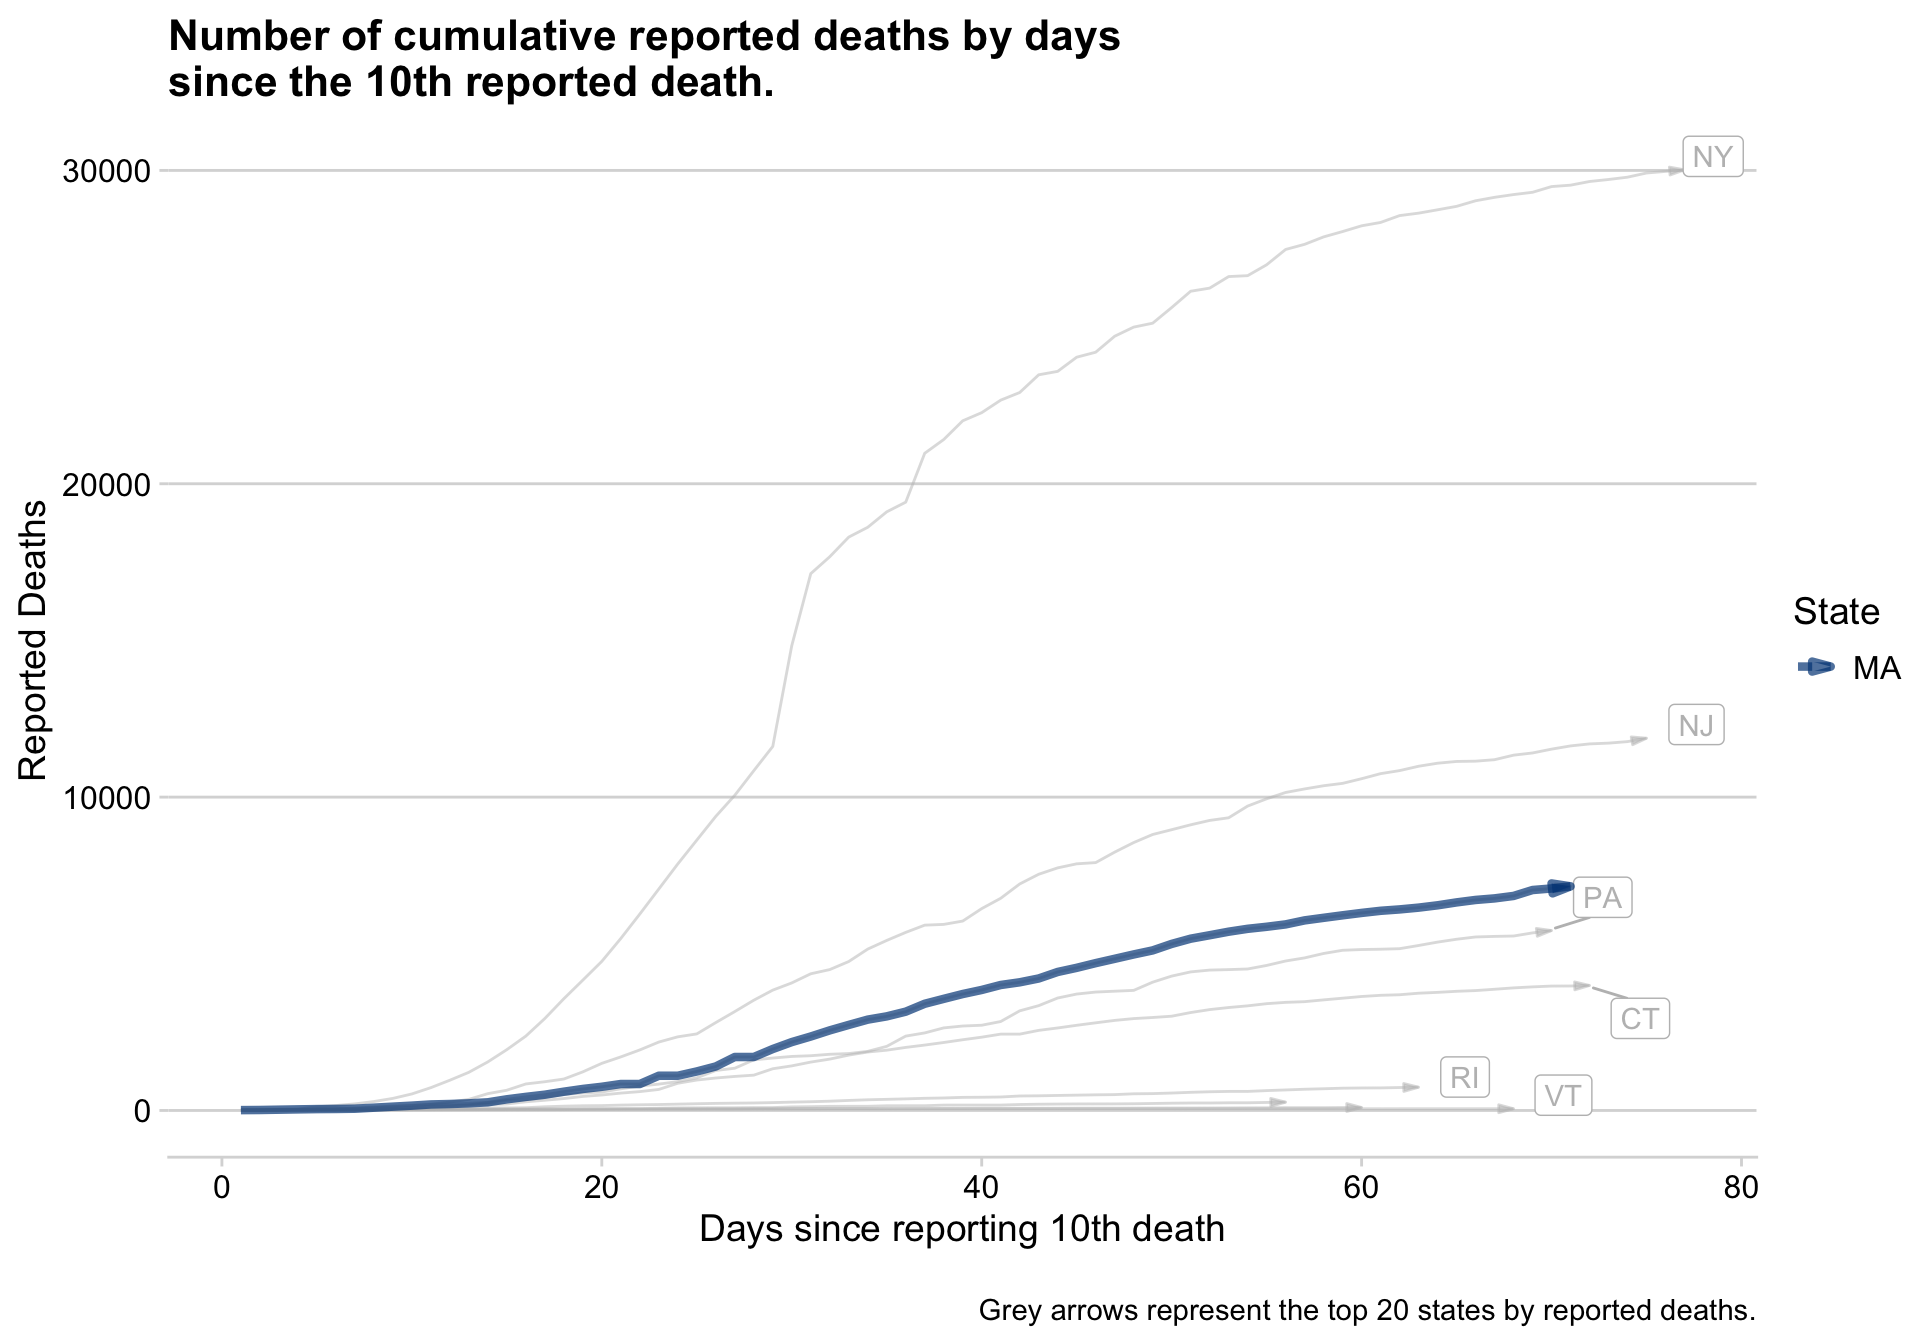 Number of cumulative reported deaths by days
since the 10th reported death.
30000
20000
10000
0
Reported Deaths
NY
NJ
PA
CT
RI
VT
State
MA
0
20
40
60
80
Days since reporting 10th death
Grey arrows represent the top 20 states by reported deaths.